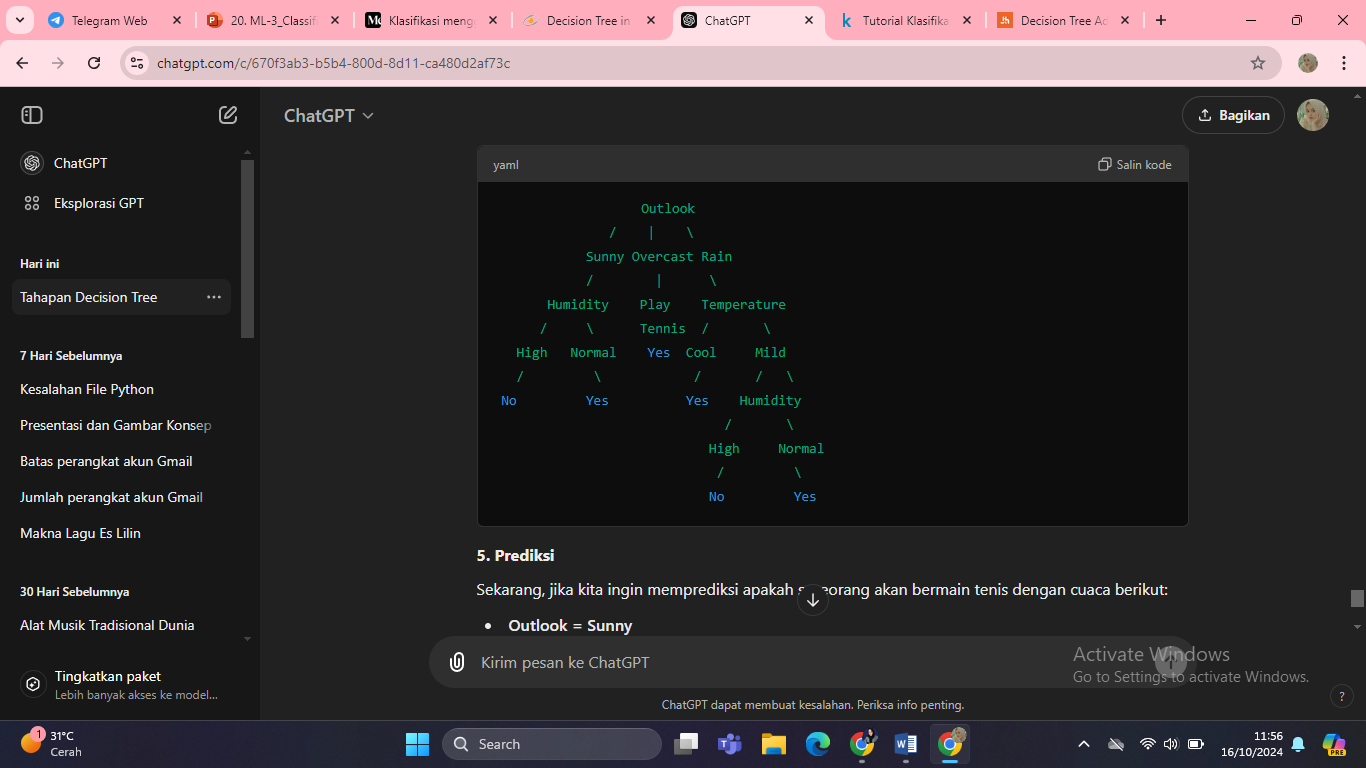 Telegram Web
20. ML-3_Classifi
Klasifikasi meng
Decision Tree in
ChatGPT
Tutorial Klasifika
Decision Tree Ad
chatgpt.com/c/670f3ab3-b5b4-800d-8d11-ca480d2af73c
ChatGPT
Eksplorasi GPT
Hari ini
Tahapan Decision Tree
7 Hari Sebelumnya
Kesalahan File Python
Presentasi dan Gambar Konsep
Batas perangkat akun Gmail
Jumlah perangkat akun Gmail
Makna Lagu Es Lilin
30 Hari Sebelumnya
Alat Musik Tradisional Dunia
Tingkatkan paket
Lebih banyak akses ke model...
ChatGPT
Bagikan
yaml
Salin kode
Outlook
/ | \
Sunny Overcast Rain
/ | \
Humidity Play Temperature
/ \ Tennis / \
High Normal Yes Cool Mild
/ \ / / \
No Yes Yes Humidity
/ \
High Normal
/ \
No Yes
5. Prediksi
Sekarang, jika kita ingin memprediksi apakah seseorang akan bermain tenis dengan cuaca berikut:
• Outlook = Sunny
Kirim pesan ke ChatGPT
Activate Windows
Go to Settings to activate Windows.
ChatGPT dapat membuat kesalahan. Periksa info penting.
?
1
31°C
Cerah
Search
PRE
11:56
16/10/2024